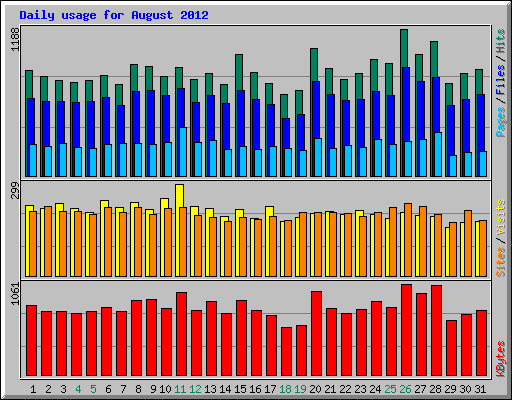 Daily usage for August 2012
1188
Pages / Files / Hits
299
Sites / Visits
1061
KBytes
1 2 3 4 5 6 7 8 9 10 11 12 13 14 15 16 17 18 19 20 21 22 23 24 25 26 27 28 29 30 31